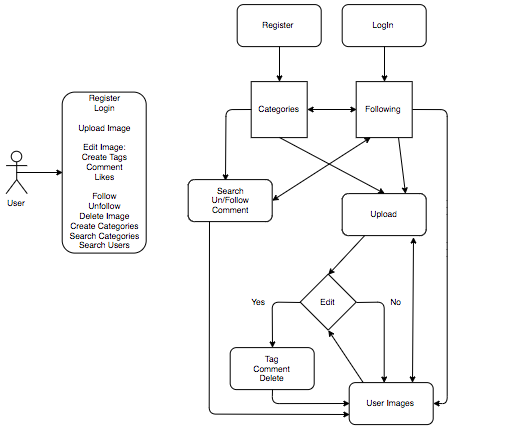 Register
LogIn
Register
Login
Upload Image
Edit Image:
Create Tags
Comment
Likes
Follow
Unfollow
Delete Image
Create Categories
Search Categories
Search Users
User
Categories
Following
Search
Un/Follow
Comment
Upload
Yes
Edit
No
Tag
Comment
Delete
User Images